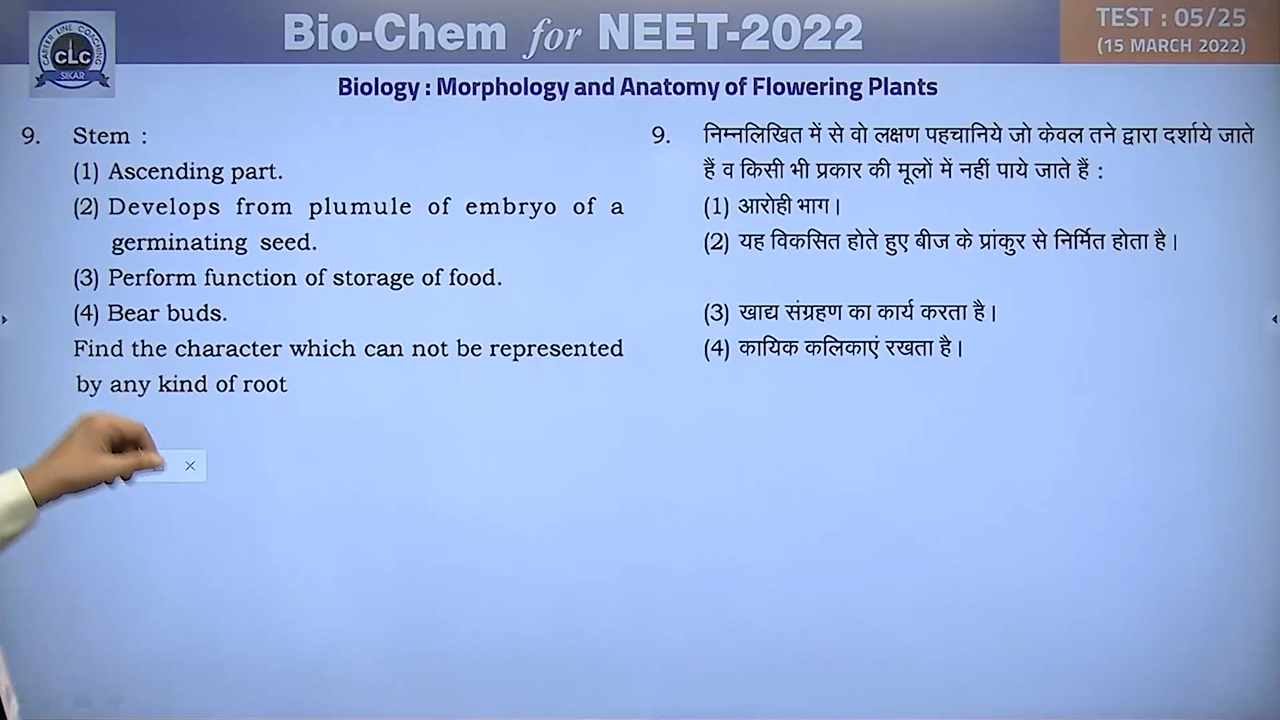 CAREER LINE COACHING
CLC
SIKAR
Bio-Chem for NEET-2022
TEST : 05/25
(15 MARCH 2022)
Biology : Morphology and Anatomy of Flowering Plants
9. Stem :
(1) Ascending part.
(2) Develops from plumule of embryo of a
germinating seed.
(3) Perform function of storage of food.
(4) Bear buds.
Find the character which can not be represented
by any kind of root
9. निम्नलिखित में से वो लक्षण पहचानिये जो केवल तने द्वारा दर्शाये जाते
हैं व किसी भी प्रकार की मूलों में नहीं पाये जाते हैं :
(1) आरोही भाग।
(2) यह विकसित होते हुए बीज के प्रांकुर से निर्मित होता है।
(3) खाद्य संग्रहण का कार्य करता है।
(4) कायिक कलिकाएं रखता है।